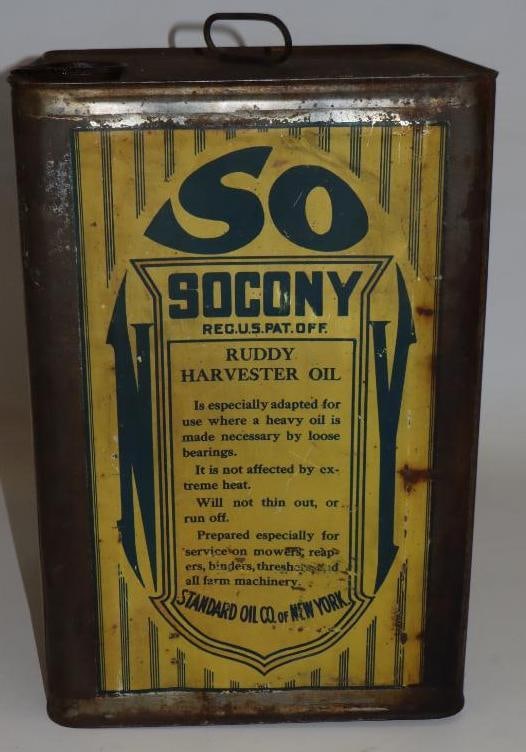 SO
N Y
SOCONY
REG.U.S.PAT.OFF.
RUDDY
HARVESTER OIL
Is especially adapted for
use where a heavy oil is
made necessary by loose
bearings.
It is not affected by ex-
treme heat.
Will not thin out, or
run off.
Prepared especially for
service on mowers, reap-
ers, binders, threshers and
all farm machinery.
STANDARD OIL CO. OF NEW YORK